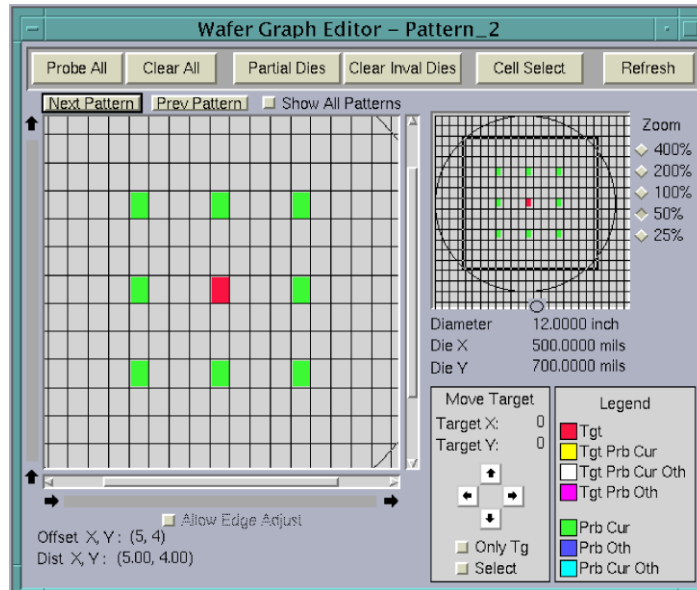 Wafer Graph Editor - Pattern_2
Probe All Clear All Partial Dies Clear Inval Dies Cell Select Refresh
Next Pattern Prev Pattern Show All Patterns
Zoom
400%
200%
100%
50%
25%
Diameter 12.0000 inch
Die X 500.0000 mils
Die Y 700.0000 mils
Move Target
Target X: 0
Target Y: 0
Only Tg
Select
Legend
Tgt
Tgt Prb Cur
Tgt Prb Cur Oth
Tgt Prb Oth
Prb Cur
Prb Oth
Prb Cur Oth
Allow Edge Adjust
Offset X, Y: (5, 4)
Dist X, Y: (5.00, 4.00)